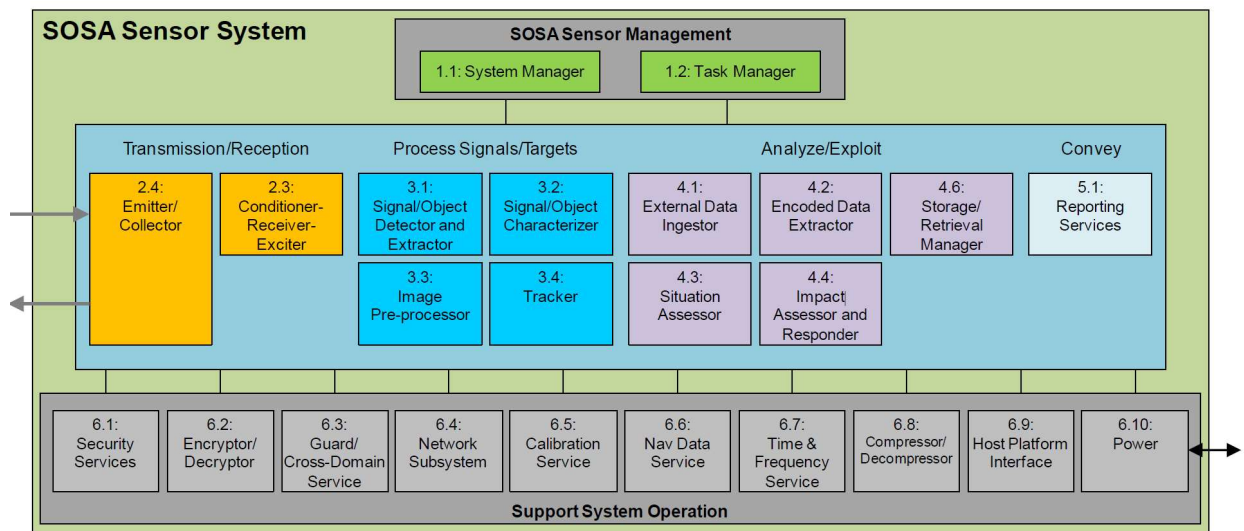 SOSA Sensor System
SOSA Sensor Management
1.1: System Manager
1.2: Task Manager
Transmission/Reception
Process Signals/Targets
Analyze/Exploit
Convey
2.4:
Emitter/
Collector
2.3:
Conditioner-
Receiver-
Exciter
3.1:
Signal/Object
Detector and
Extractor
3.2:
Signal/Object
Characterizer
4.1:
External Data
Ingestor
4.2:
Encoded Data
Extractor
4.6:
Storage/
Retrieval
Manager
5.1:
Reporting
Services
3.3:
Image
Pre-processor
3.4:
Tracker
4.3:
Situation
Assessor
4.4:
Impact
Assessor and
Responder
6.1:
Security
Services
6.2:
Encryptor/
Decryptor
6.3:
Guard/
Cross-Domain
Service
6.4:
Network
Subsystem
6.5:
Calibration
Service
6.6:
Nav Data
Service
6.7:
Time &
Frequency
Service
6.8:
Compressor/
Decompressor
6.9:
Host Platform
Interface
6.10:
Power
Support System Operation